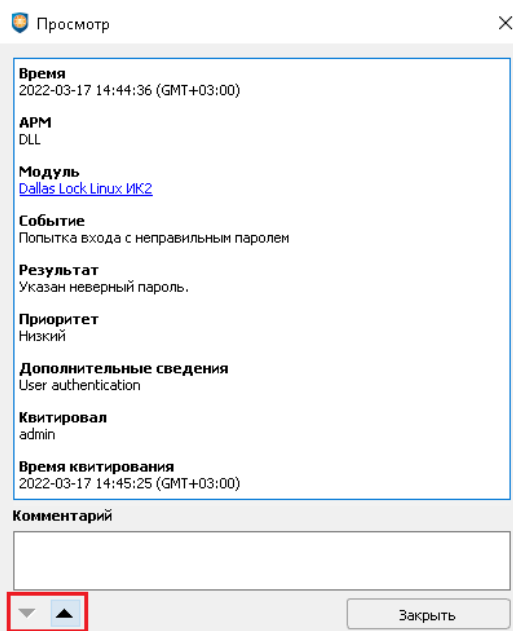 Просмотр
Время
2022-03-17 14:44:36 (GMT+03:00)
АРМ
DLL
Модуль
Dallas Lock Linux ИК2
Событие
Попытка входа с неправильным паролем
Результат
Указан неверный пароль.
Приоритет
Низкий
Дополнительные сведения
User authentication
Квитировал
admin
Время квитирования
2022-03-17 14:45:25 (GMT+03:00)
Комментарий
Закрыть